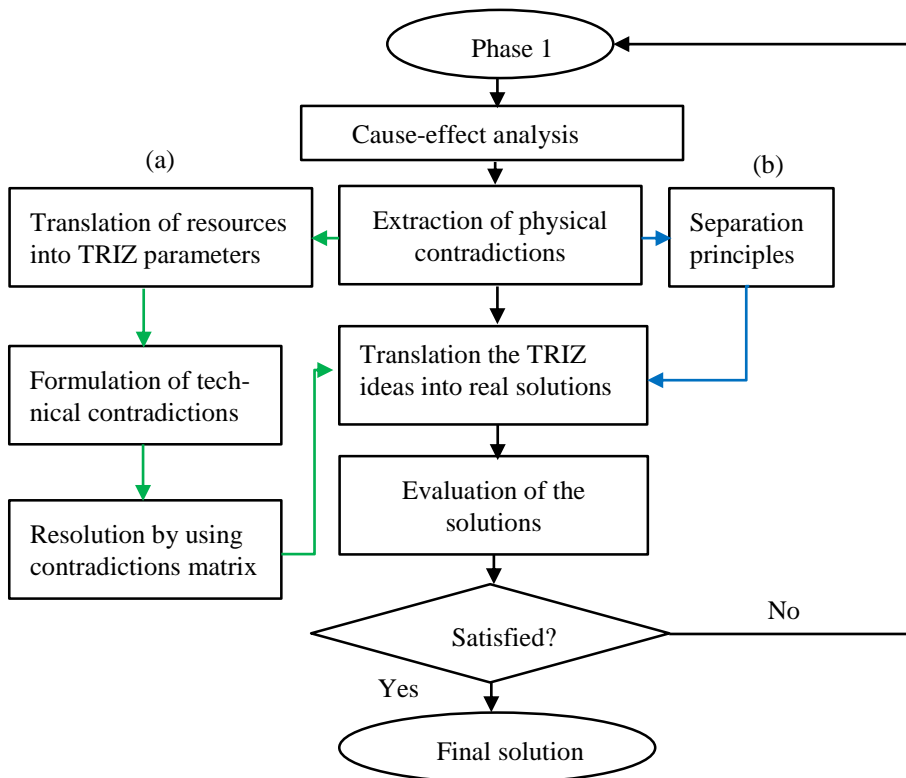 Phase 1
Cause-effect analysis
(a)
(b)
Translation of resources
into TRIZ parameters
Extraction of physical
contradictions
Separation
principles
Formulation of tech-
nical contradictions
Translation the TRIZ
ideas into real solutions
Resolution by using
contradictions matrix
Evaluation of the
solutions
Satisfied?
No
Yes
Final solution